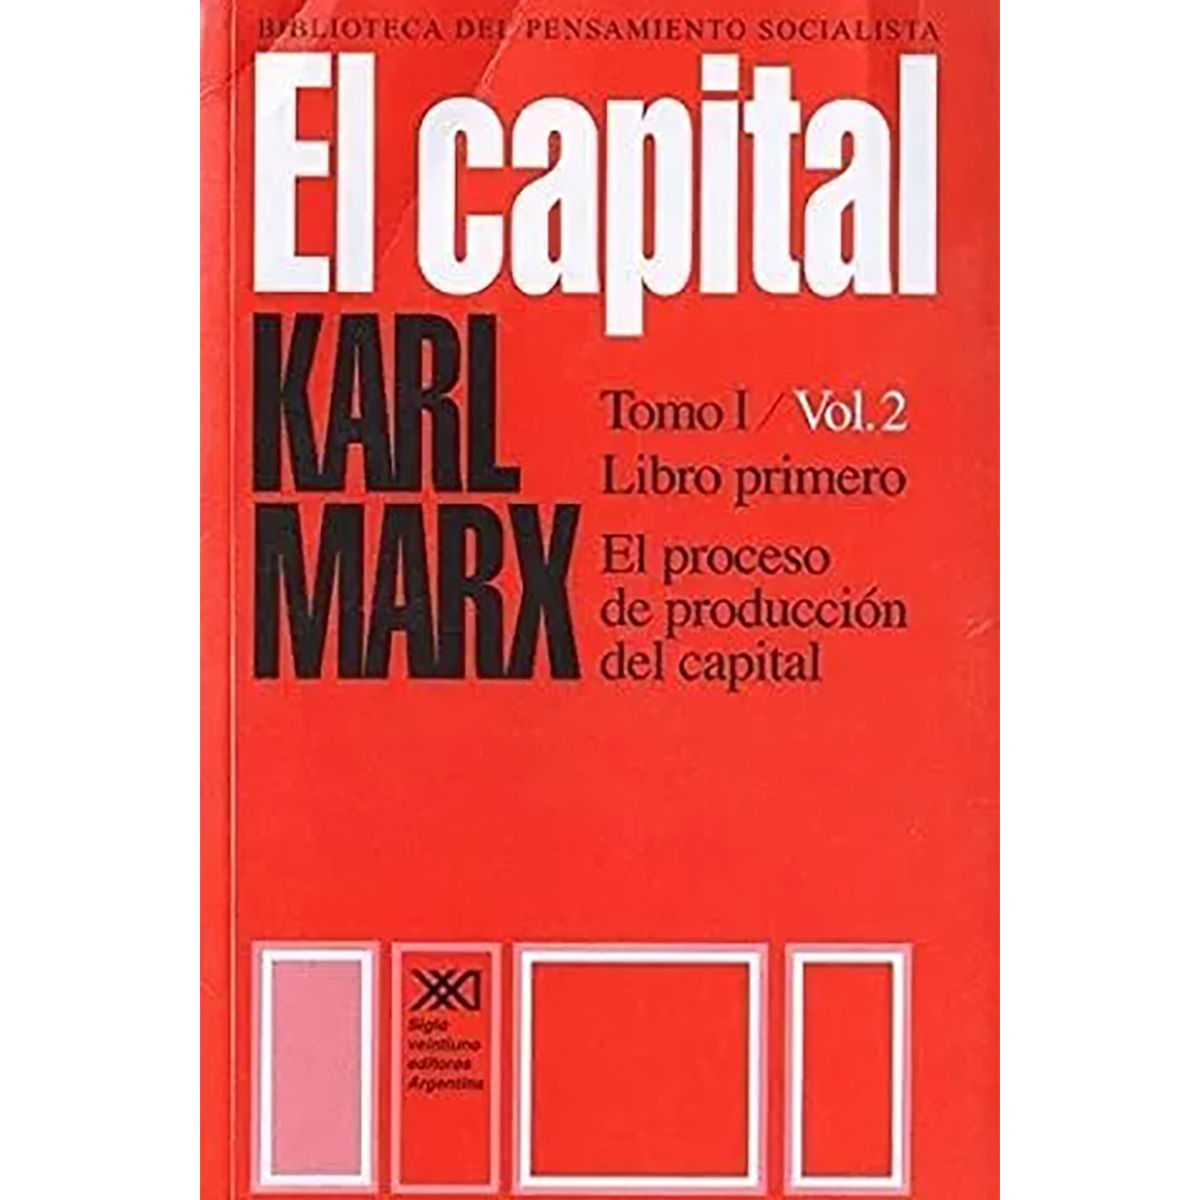 BIBLIOTECA DEL PENSAMIENTO SOCIALISTA
El capital
KARL
MARX
Tomo I / Vol. 2
Libro primero
El proceso
de producción
del capital
Siglo
veintiuno
editores
Argentina